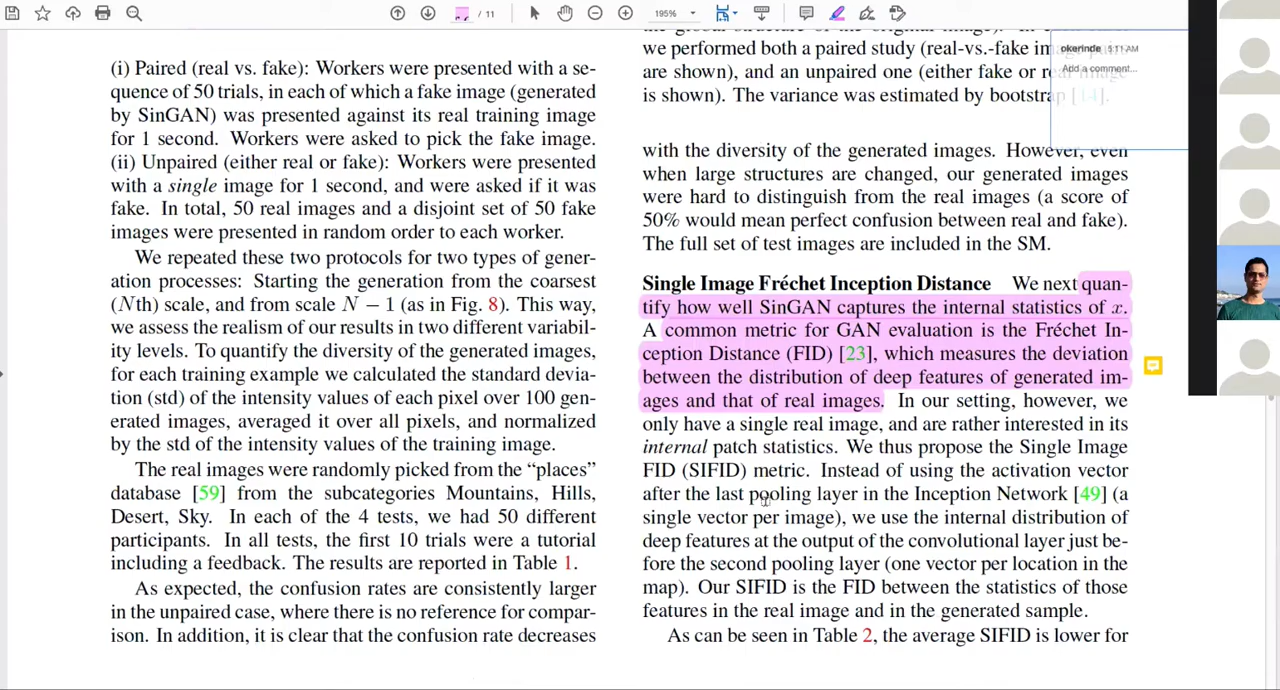 / 11
195%
(i) Paired (real vs. fake): Workers were presented with a se-
quence of 50 trials, in each of which a fake image (generated
by SinGAN) was presented against its real training image
for 1 second. Workers were asked to pick the fake image.
(ii) Unpaired (either real or fake): Workers were presented
with a single image for 1 second, and were asked if it was
fake. In total, 50 real images and a disjoint set of 50 fake
images were presented in random order to each worker.
We repeated these two protocols for two types of gener-
ation processes: Starting the generation from the coarsest
(Nth) scale, and from scale N − 1 (as in Fig. 8). This way,
we assess the realism of our results in two different variabil-
ity levels. To quantify the diversity of the generated images,
for each training example we calculated the standard devia-
tion (std) of the intensity values of each pixel over 100 gen-
erated images, averaged it over all pixels, and normalized
by the std of the intensity values of the training image.
The real images were randomly picked from the “places”
database [59] from the subcategories Mountains, Hills,
Desert, Sky. In each of the 4 tests, we had 50 different
participants. In all tests, the first 10 trials were a tutorial
including a feedback. The results are reported in Table 1.
As expected, the confusion rates are consistently larger
in the unpaired case, where there is no reference for compar-
ison. In addition, it is clear that the confusion rate decreases
the global structure of the original image). In
we performed both a paired study (real-vs.-fake
are shown), and an unpaired one (either fake or
is shown). The variance was estimated by bootstrap [14].
okerinde 5:11 AM
Add a comment...
with the diversity of the generated images. However, even
when large structures are changed, our generated images
were hard to distinguish from the real images (a score of
50% would mean perfect confusion between real and fake).
The full set of test images are included in the SM.
Single Image Fréchet Inception Distance We next quan-
tify how well SinGAN captures the internal statistics of x.
A common metric for GAN evaluation is the Fréchet In-
ception Distance (FID) [23], which measures the deviation
between the distribution of deep features of generated im-
ages and that of real images. In our setting, however, we
only have a single real image, and are rather interested in its
internal patch statistics. We thus propose the Single Image
FID (SIFID) metric. Instead of using the activation vector
after the last pooling layer in the Inception Network [49] (a
single vector per image), we use the internal distribution of
deep features at the output of the convolutional layer just be-
fore the second pooling layer (one vector per location in the
map). Our SIFID is the FID between the statistics of those
features in the real image and in the generated sample.
As can be seen in Table 2, the average SIFID is lower for